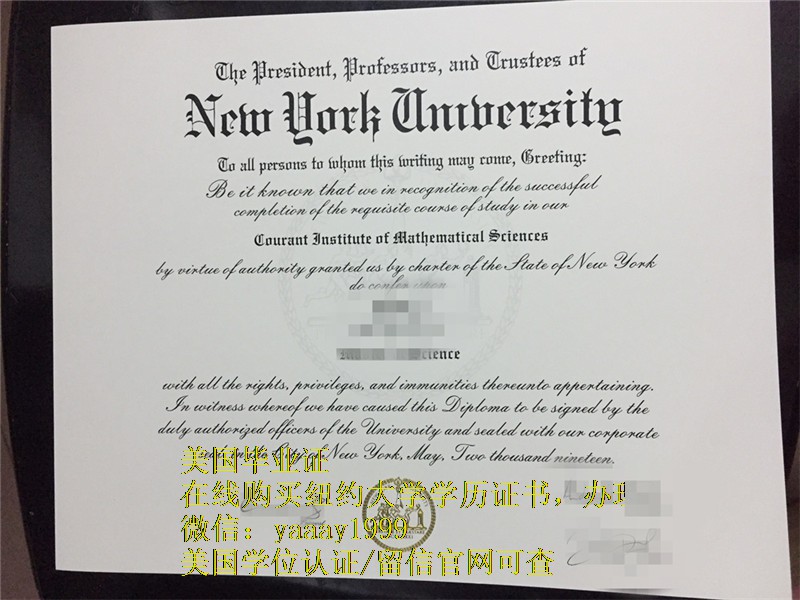 The President, Professors, and Trustees of
New York University
To all persons to whom this writing may come, Greeting:
Be it known that we in recognition of the successful
completion of the requisite course of study in our
Courant Institute of Mathematical Sciences
by virtue of authority granted us by charter of the State of New York
do confer upon
Science
with all the rights, privileges, and immunities thereunto appertaining.
In witness whereof we have caused this Diploma to be signed by the
duly authorized officers of the University and sealed with our corporate
City of New York, May, Two thousand nineteen.
美国毕业证
在线购买纽约大学学历证书，办
微信：yaaay1999
美国学位认证/留信官网可查